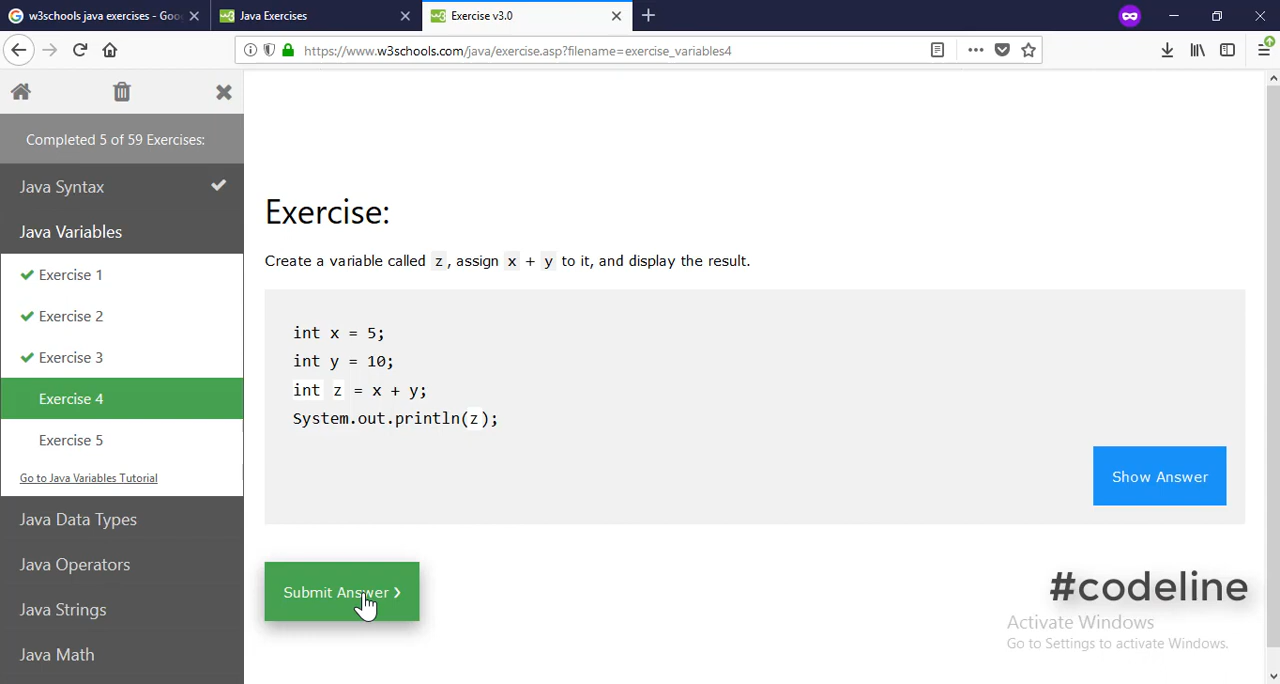 w3schools java exercises - Goo
Java Exercises
Exercise v3.0
https://www.w3schools.com/java/exercise.asp?filename=exercise_variables4
Completed 5 of 59 Exercises:
Java Syntax
Java Variables
Exercise 1
Exercise 2
Exercise 3
Exercise 4
Exercise 5
Go to Java Variables Tutorial
Java Data Types
Java Operators
Java Strings
Java Math
Exercise:
Create a variable called z, assign x + y to it, and display the result.
int x = 5;
int y = 10;
int z = x + y;
System.out.println(z);
Show Answer
Submit Answer ❯
#codeline
Activate Windows
Go to Settings to activate Windows.